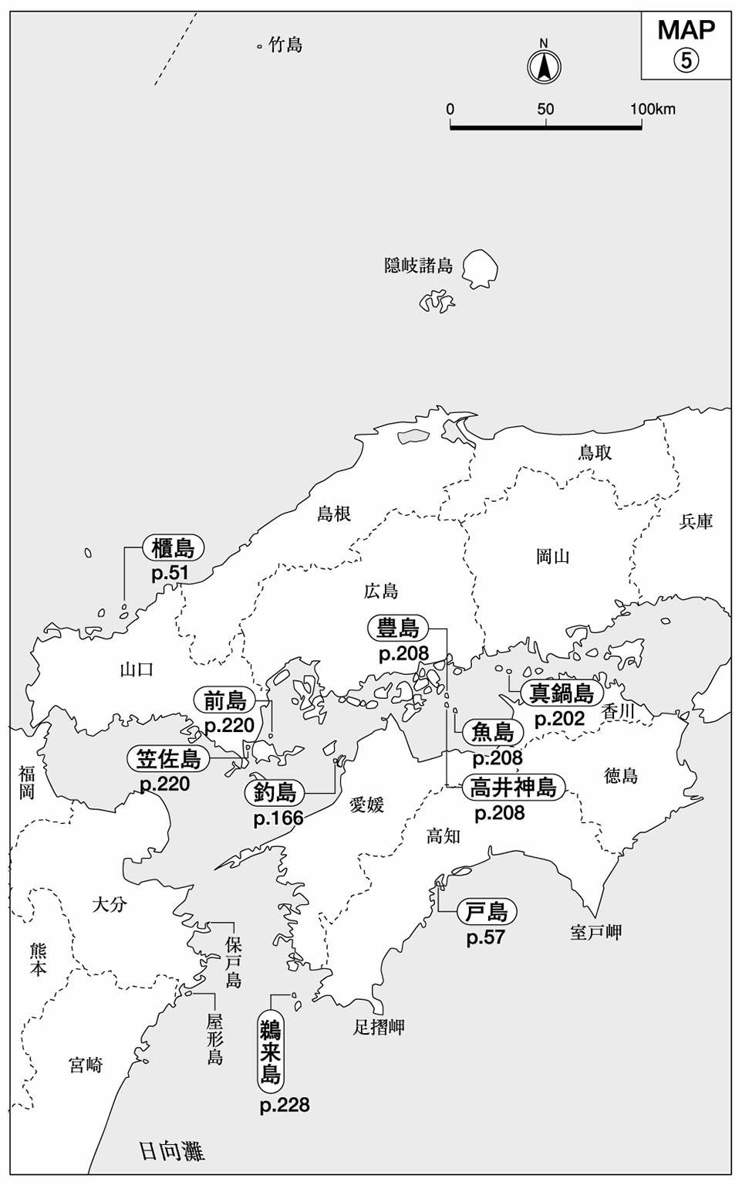 MAP
⑤
竹島
N
0 50 100km
隠岐諸島
鳥取
島根
兵庫
岡山
櫃島
p.51
広島
豊島
p.208
山口
前島
p.220
真鍋島
p.202
香川
魚島
p.208
笠佐島
p.220
福岡
釣島
p.166
愛媛
高井神島
p.208
徳島
高知
大分
戸島
p.57
室戸岬
保戸島
熊本
屋形島
鵜来島
p.228
足摺岬
宮崎
日向灘